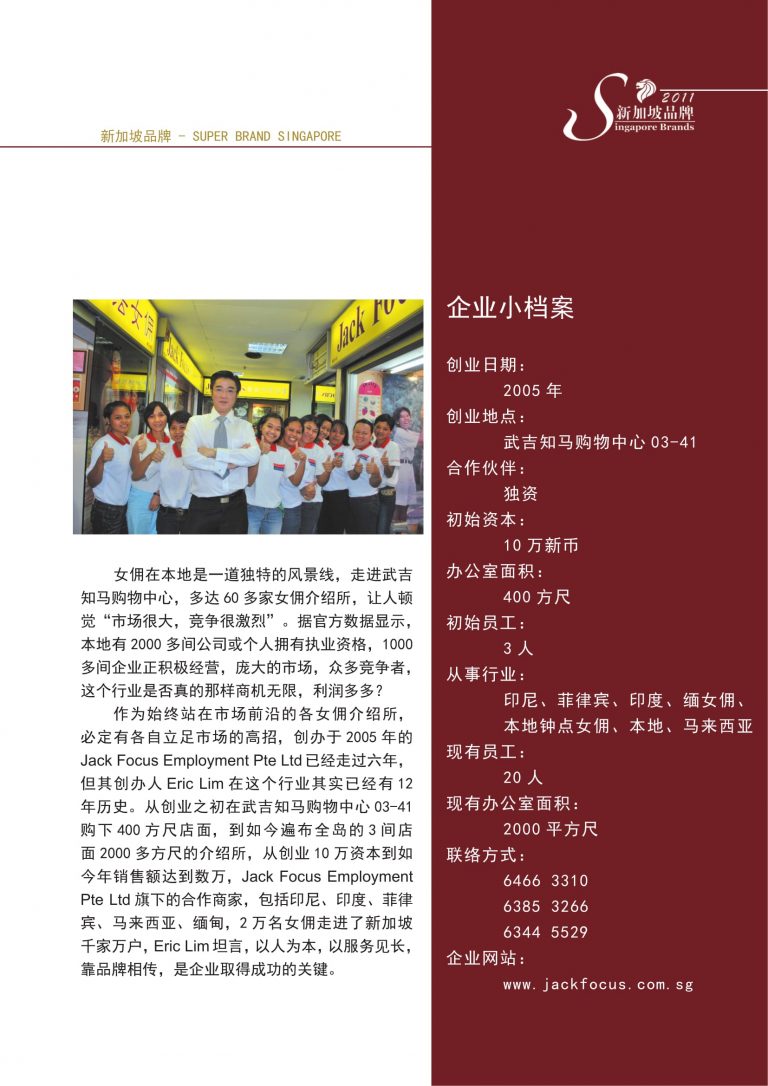 新加坡品牌 - SUPER BRAND SINGAPORE
2011
新加坡品牌
Singapore Brands
Jack Focus
Jack Fo
女佣在本地是一道独特的风景线，走进武吉
知马购物中心，多达 60 多家女佣介绍所，让人顿
觉“市场很大，竞争很激烈”。据官方数据显示，
本地有 2000 多间公司或个人拥有执业资格，1000
多间企业正积极经营，庞大的市场，众多竞争者，
这个行业是否真的那样商机无限，利润多多？
作为始终站在市场前沿的各女佣介绍所，
必定有各自立足市场的高招，创办于 2005 年的
Jack Focus Employment Pte Ltd 已经走过六年，
但其创办人 Eric Lim 在这个行业其实已经有 12
年历史。从创业之初在武吉知马购物中心 03-41
购下 400 方尺店面，到如今遍布全岛的 3 间店
面 2000 多方尺的介绍所，从创业 10 万资本到如
今年销售额达到数万，Jack Focus Employment
Pte Ltd 旗下的合作商家，包括印尼、印度、菲律
宾、马来西亚、缅甸，2 万名女佣走进了新加坡
千家万户，Eric Lim 坦言，以人为本，以服务见长，
靠品牌相传，是企业取得成功的关键。
企业小档案
创业日期：
2005 年
创业地点：
武吉知马购物中心 03-41
合作伙伴：
独资
初始资本：
10 万新币
办公室面积：
400 方尺
初始员工：
3 人
从事行业：
印尼、菲律宾、印度、缅女佣、
本地钟点女佣、本地、马来西亚
现有员工：
20 人
现有办公室面积：
2000 平方尺
联络方式：
6466 3310
6385 3266
6344 5529
企业网站：
www.jackfocus.com.sg